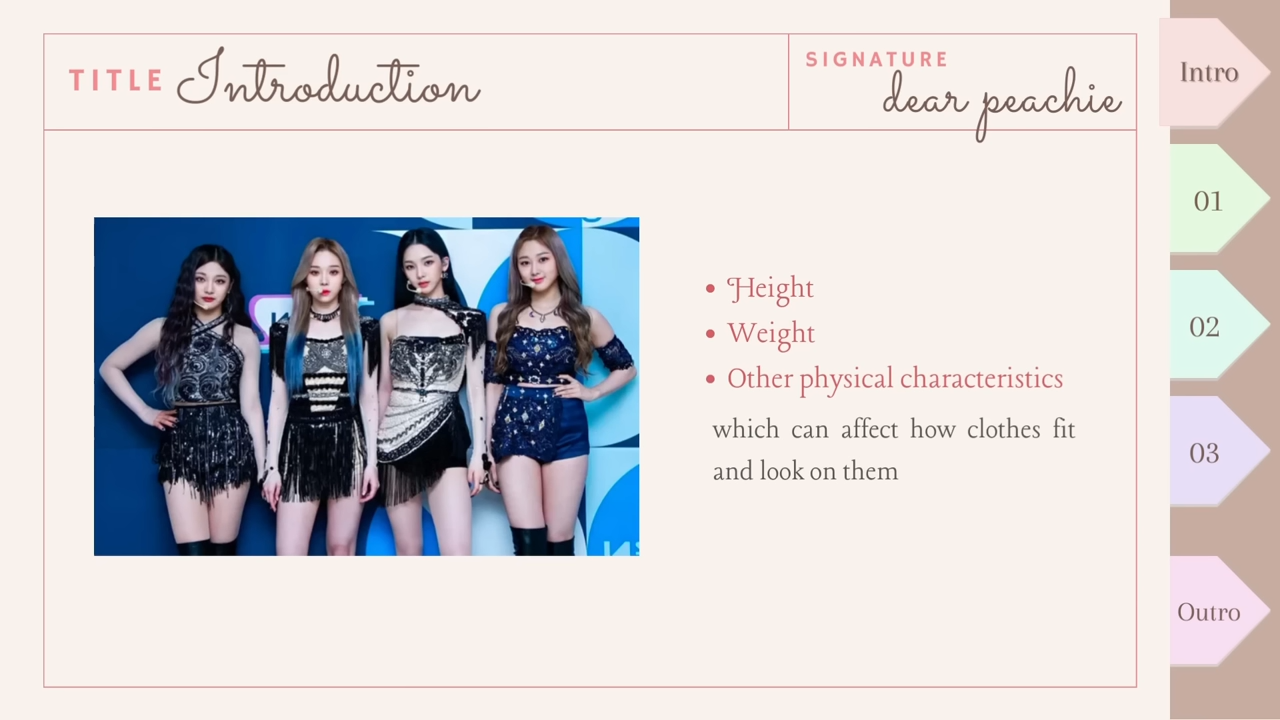 TITLE Introduction
SIGNATURE
dear peachie
Height
Weight
Other physical characteristics
which can affect how clothes fit
and look on them
Intro
01
02
03
Outro